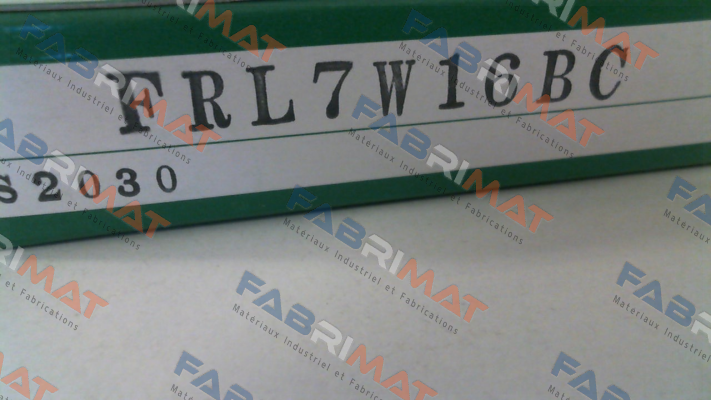 FRL7W16BC
S2030
FABRIMAT
Matériaux Industriel et Fabrications